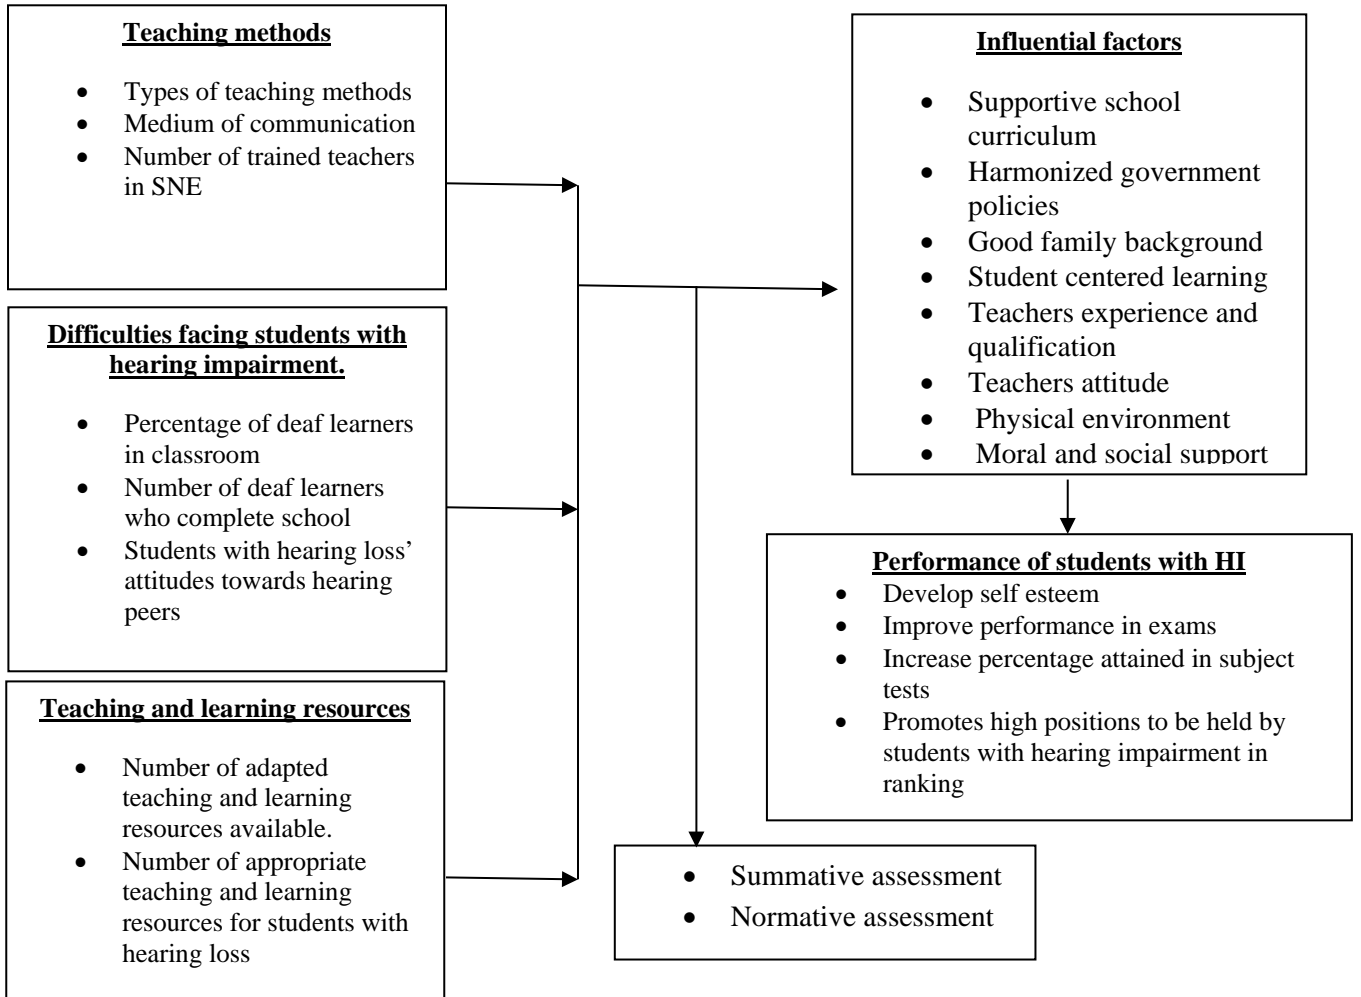 Teaching methods
• Types of teaching methods
• Medium of communication
• Number of trained teachers
in SNE
Difficulties facing students with
hearing impairment.
• Percentage of deaf learners
in classroom
• Number of deaf learners
who complete school
• Students with hearing loss’
attitudes towards hearing
peers
Teaching and learning resources
• Number of adapted
teaching and learning
resources available.
• Number of appropriate
teaching and learning
resources for students with
hearing loss
Influential factors
• Supportive school
curriculum
• Harmonized government
policies
• Good family background
• Student centered learning
• Teachers experience and
qualification
• Teachers attitude
• Physical environment
• Moral and social support
Performance of students with HI
• Develop self esteem
• Improve performance in exams
• Increase percentage attained in subject
tests
• Promotes high positions to be held by
students with hearing impairment in
ranking
• Summative assessment
• Normative assessment